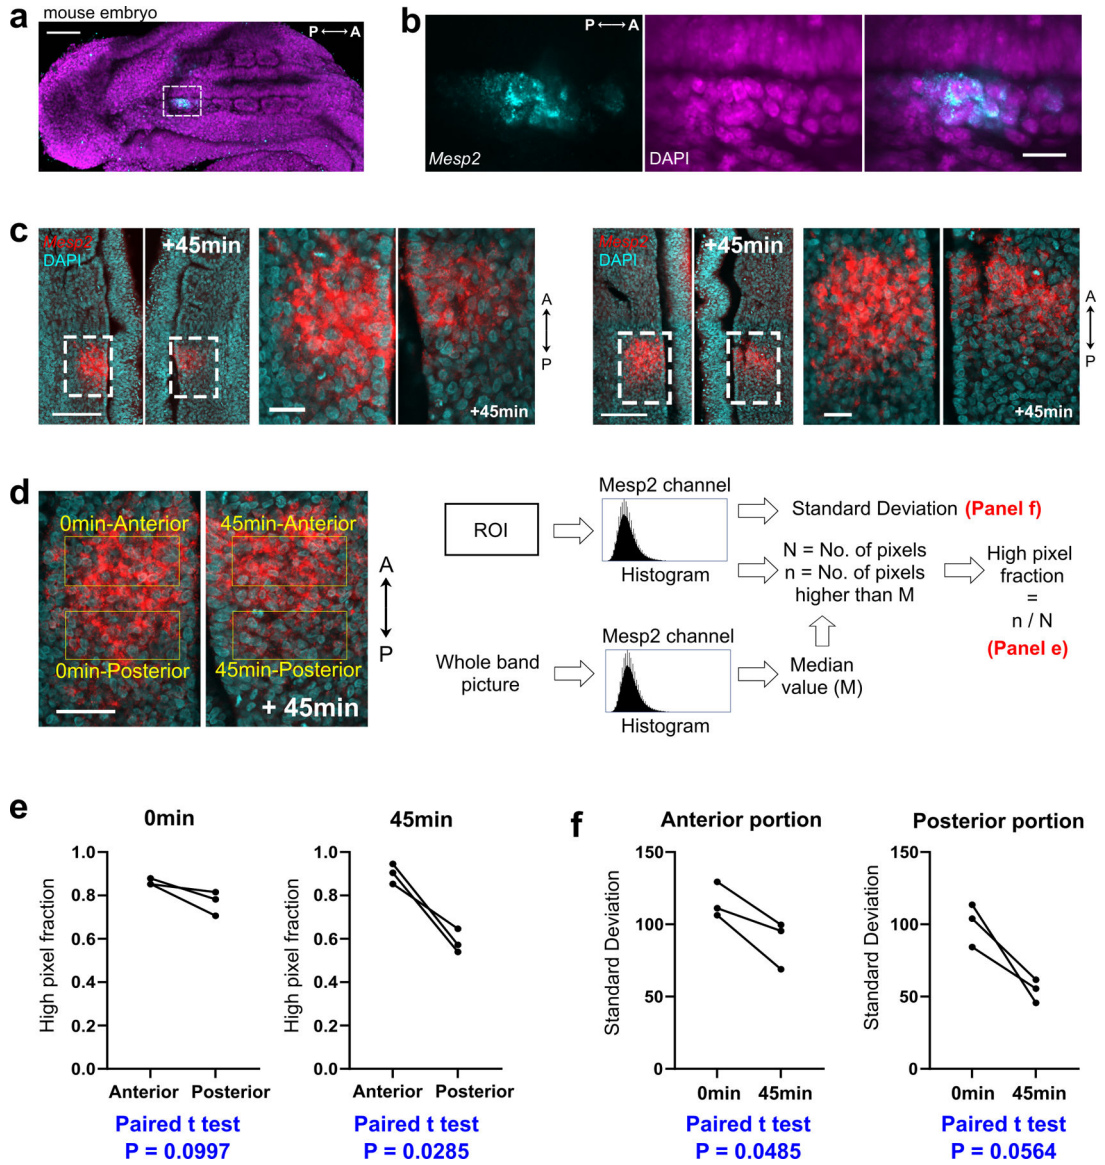 a
mouse embryo
P ⟷ A
b
P ⟷ A
Mesp2
DAPI
c
Mesp2
DAPI
+45min
+45min
A
P
Mesp2
DAPI
+45min
+45min
A
P
d
0min-Anterior
45min-Anterior
0min-Posterior
45min-Posterior
+ 45min
A
P
ROI
Mesp2 channel
Histogram
Standard Deviation (Panel f)
N = No. of pixels
n = No. of pixels
higher than M
High pixel
fraction
=
n / N
(Panel e)
Whole band
picture
Mesp2 channel
Histogram
Median
value (M)
e
0min
High pixel fraction
1.0
0.8
0.6
0.4
0.2
0.0
Anterior Posterior
Paired t test
P = 0.0997
45min
High pixel fraction
1.0
0.8
0.6
0.4
0.2
0.0
Anterior Posterior
Paired t test
P = 0.0285
f
Anterior portion
Standard Deviation
150
100
50
0
0min 45min
Paired t test
P = 0.0485
Posterior portion
Standard Deviation
150
100
50
0
0min 45min
Paired t test
P = 0.0564